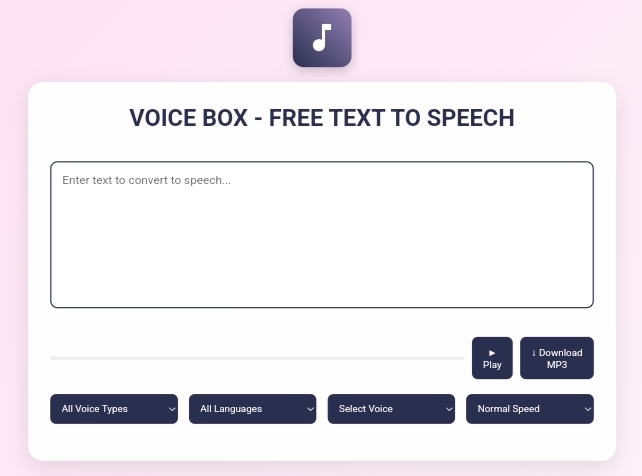 VOICE BOX - FREE TEXT TO SPEECH
Enter text to convert to speech...
► Play
↓ Download
MP3
All Voice Types
All Languages
Select Voice
Normal Speed